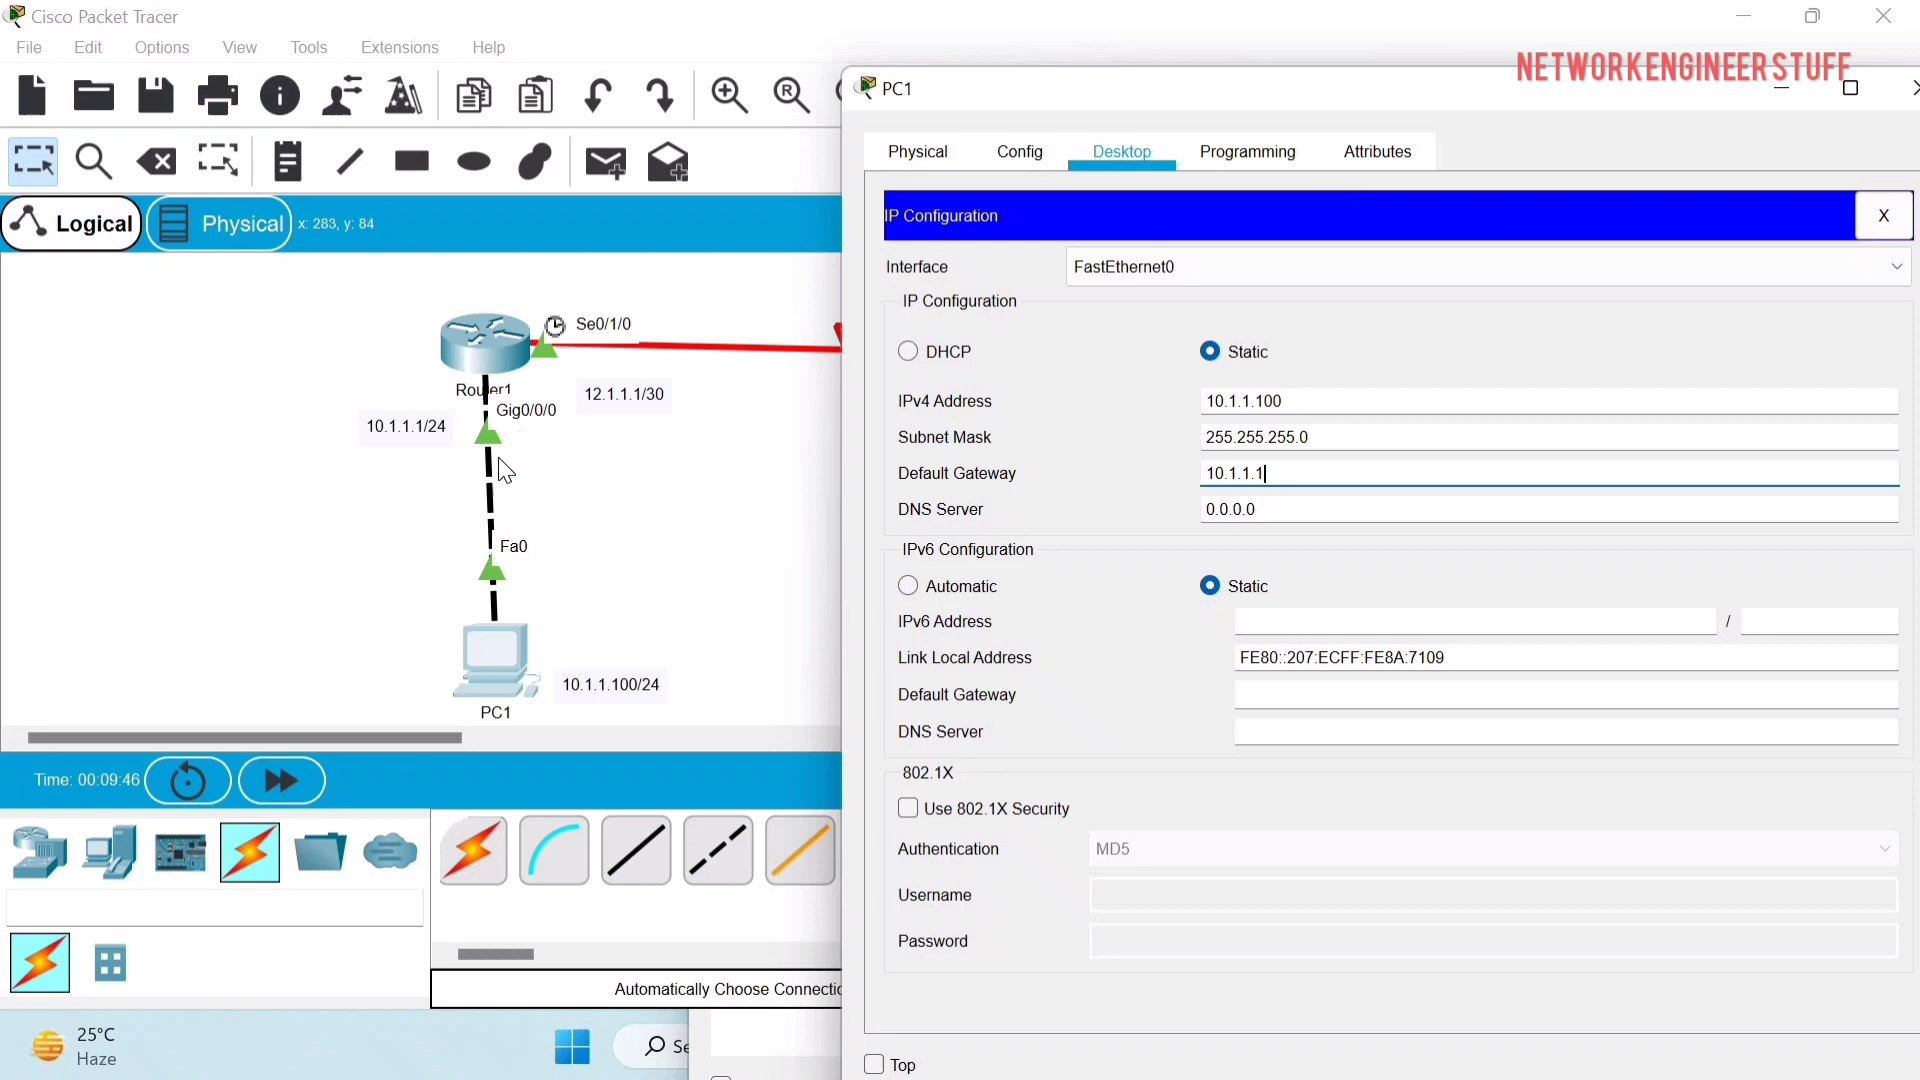 Cisco Packet Tracer
File Edit Options View Tools Extensions Help
NETWORKENGINEER STUFF
PC1
Physical Config Desktop Programming Attributes
Logical Physical x: 283, y: 84
IP Configuration X
Interface FastEthernet0
IP Configuration
DHCP Static
IPv4 Address 10.1.1.100
Subnet Mask 255.255.255.0
Default Gateway 10.1.1.1
DNS Server 0.0.0.0
IPv6 Configuration
Automatic Static
IPv6 Address /
Link Local Address FE80::207:ECFF:FE8A:7109
Default Gateway
DNS Server
802.1X
Use 802.1X Security
Authentication MD5
Username
Password
Top
Se0/1/0
Router1
12.1.1.1/30
Gig0/0/0
10.1.1.1/24
Fa0
10.1.1.100/24
PC1
Time: 00:09:46
Automatically Choose Connectio
25°C
Haze
Se